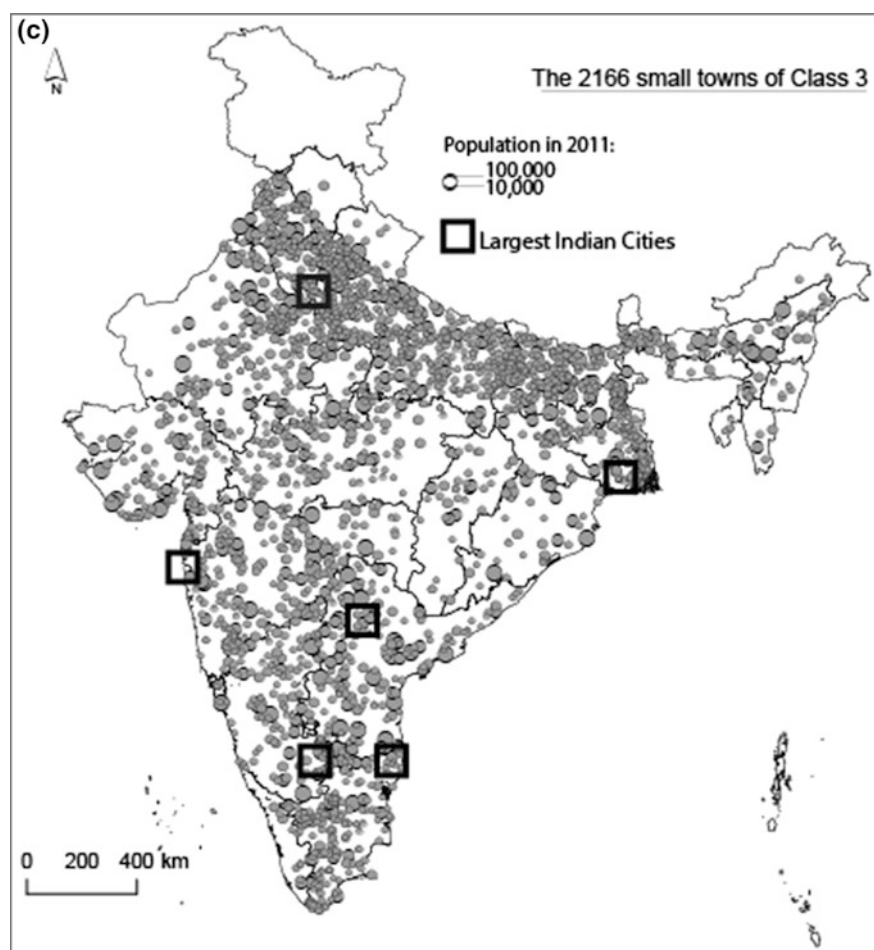 (c)
N
The 2166 small towns of Class 3
Population in 2011:
100,000
10,000
Largest Indian Cities
0 200 400 km